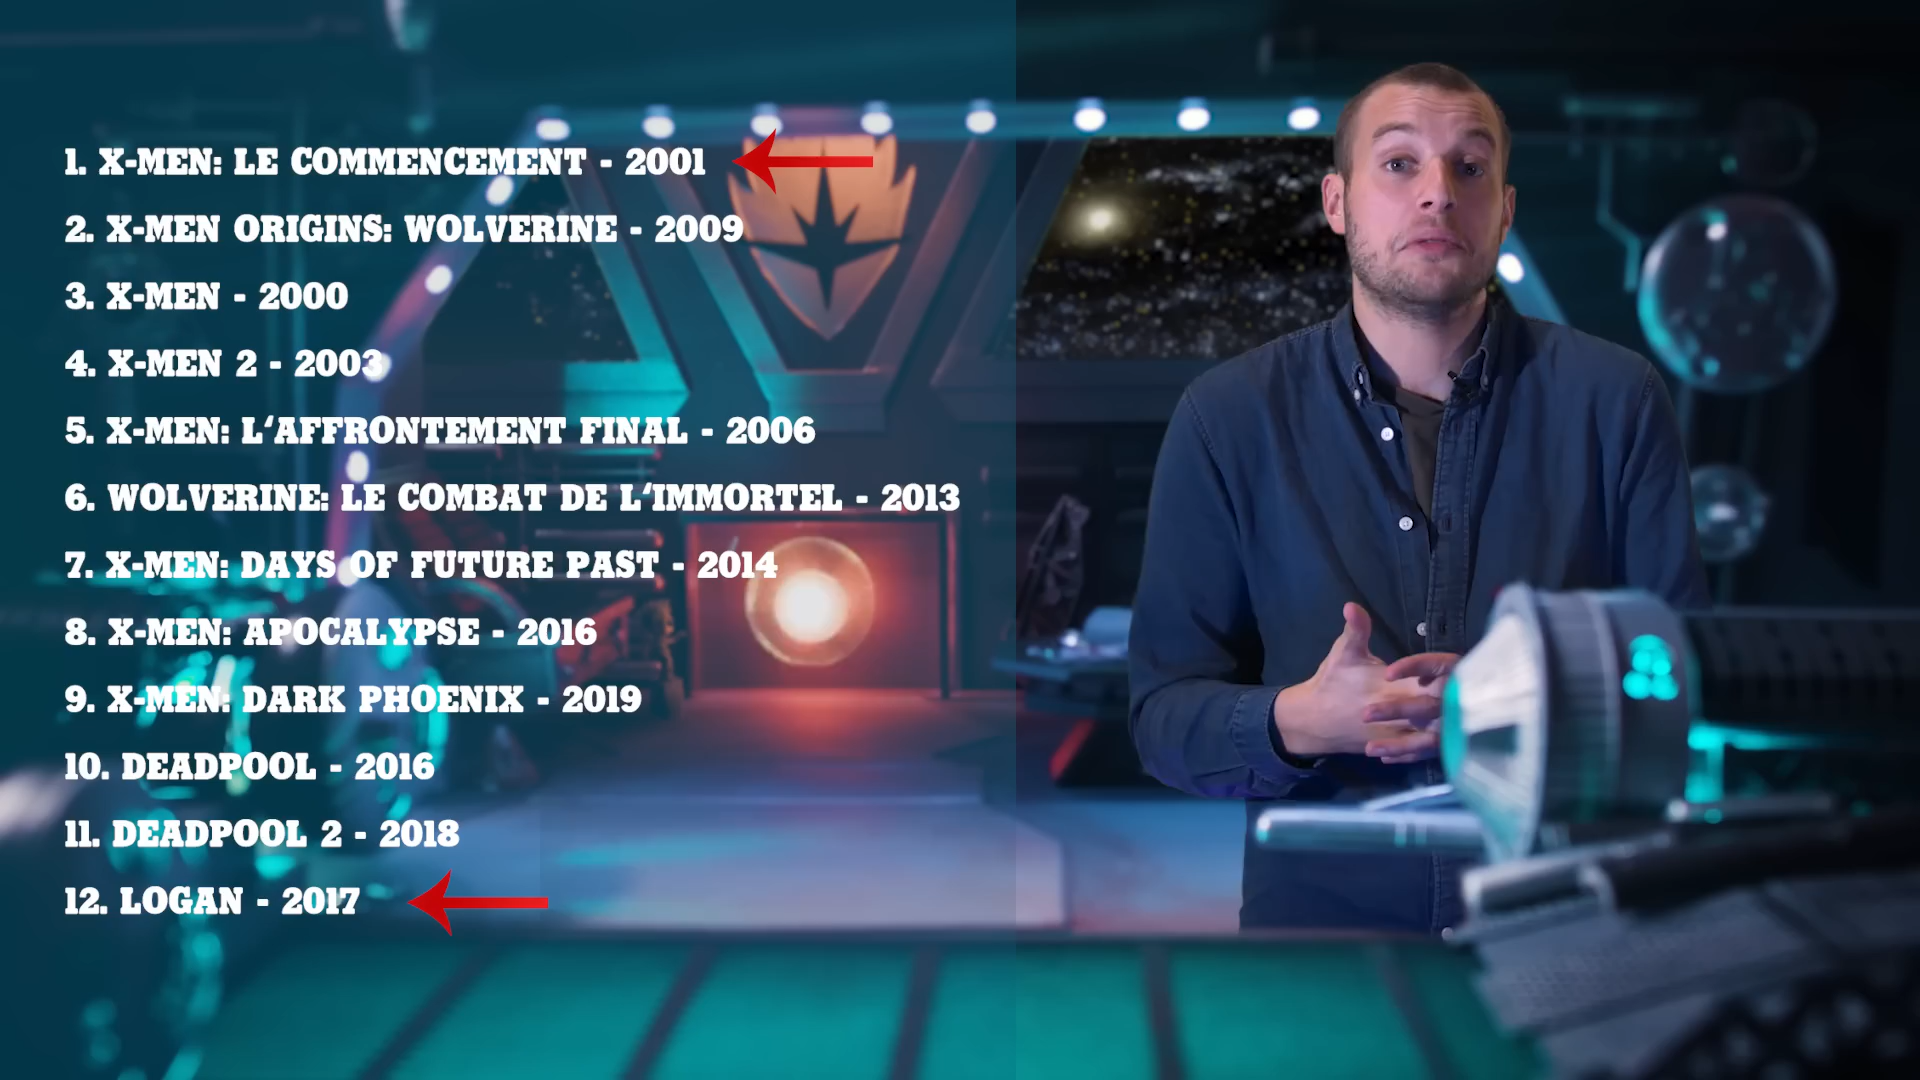 1. X-MEN: LE COMMENCEMENT - 2001
2. X-MEN ORIGINS: WOLVERINE - 2009
3. X-MEN - 2000
4. X-MEN 2 - 2003
5. X-MEN: L'AFFRONTEMENT FINAL - 2006
6. WOLVERINE: LE COMBAT DE L'IMMORTEL - 2013
7. X-MEN: DAYS OF FUTURE PAST - 2014
8. X-MEN: APOCALYPSE - 2016
9. X-MEN: DARK PHOENIX - 2019
10. DEADPOOL - 2016
11. DEADPOOL 2 - 2018
12. LOGAN - 2017